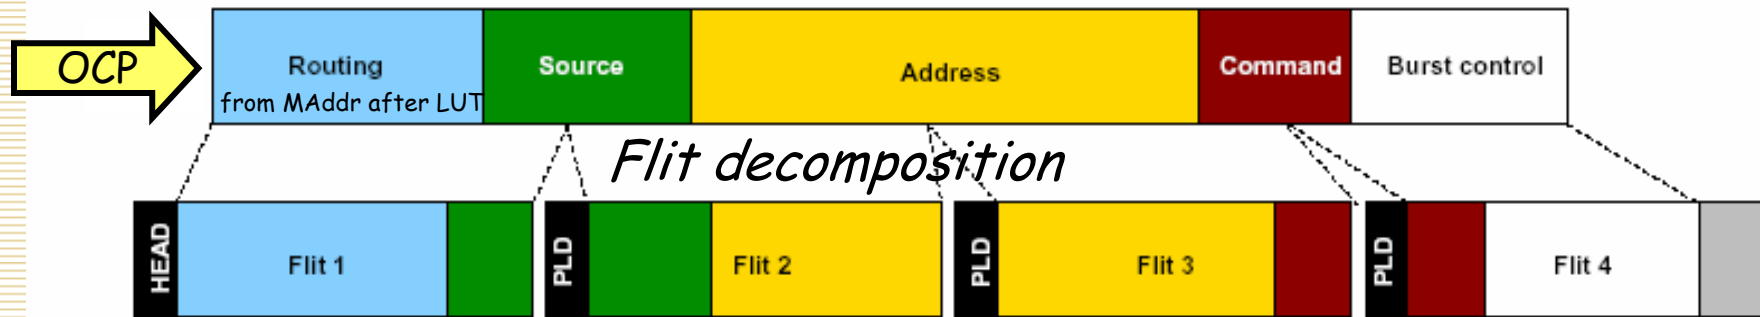 OCP
Routing
from MAddr after LUT
Source
Address
Command
Burst control
Flit decomposition
HEAD
Flit 1
PLD
Flit 2
PLD
Flit 3
PLD
Flit 4